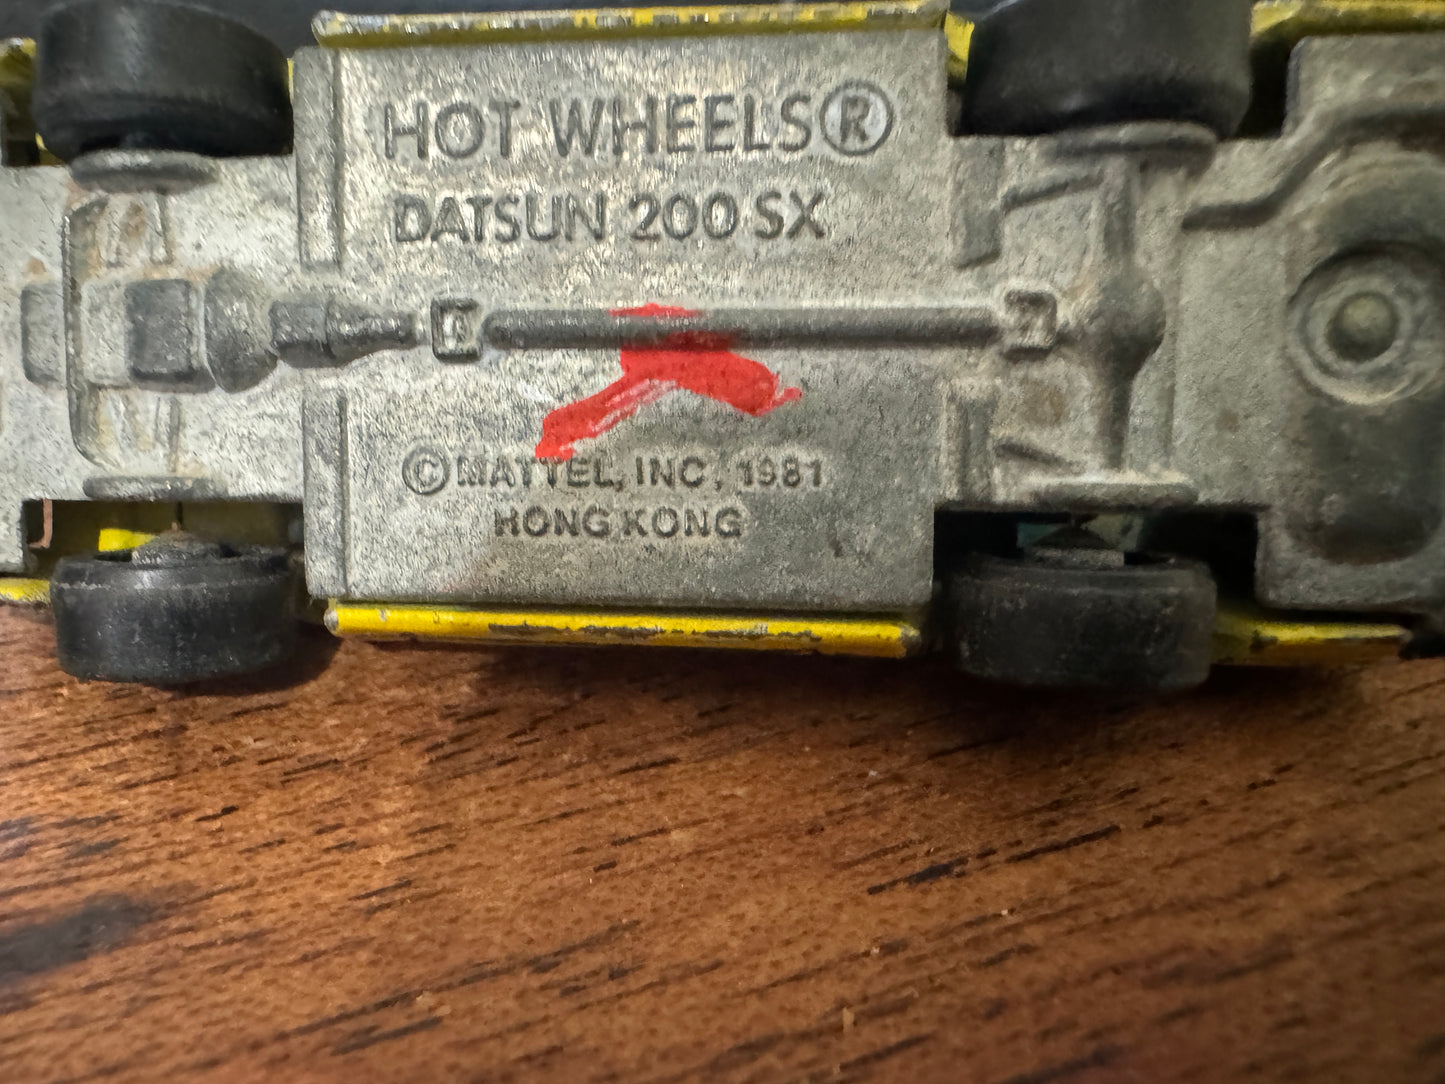 HOT WHEELS®
DATSUN 200 SX
©MATTEL, INC, 1981
HONG KONG